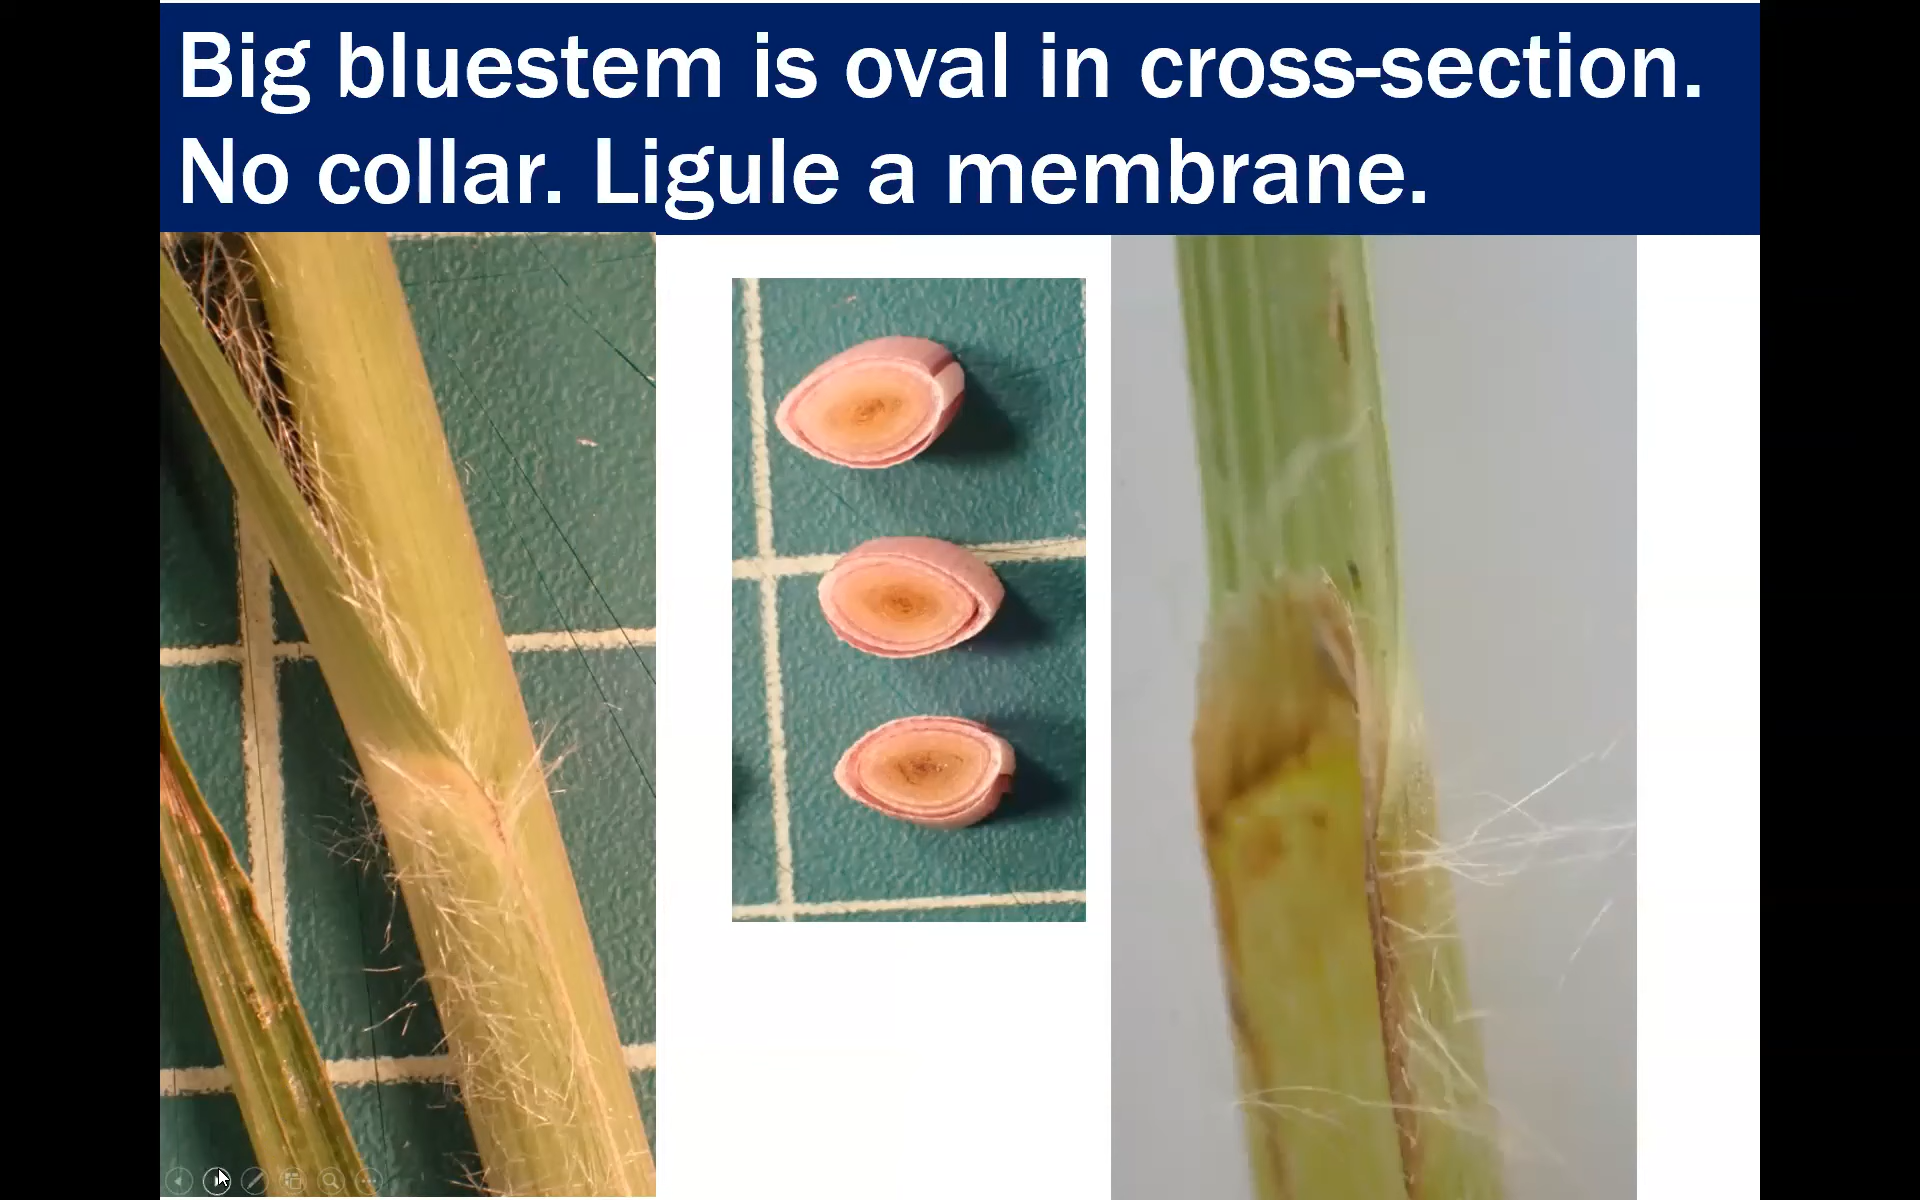 Big bluestem is oval in cross-section.
No collar. Ligule a membrane.